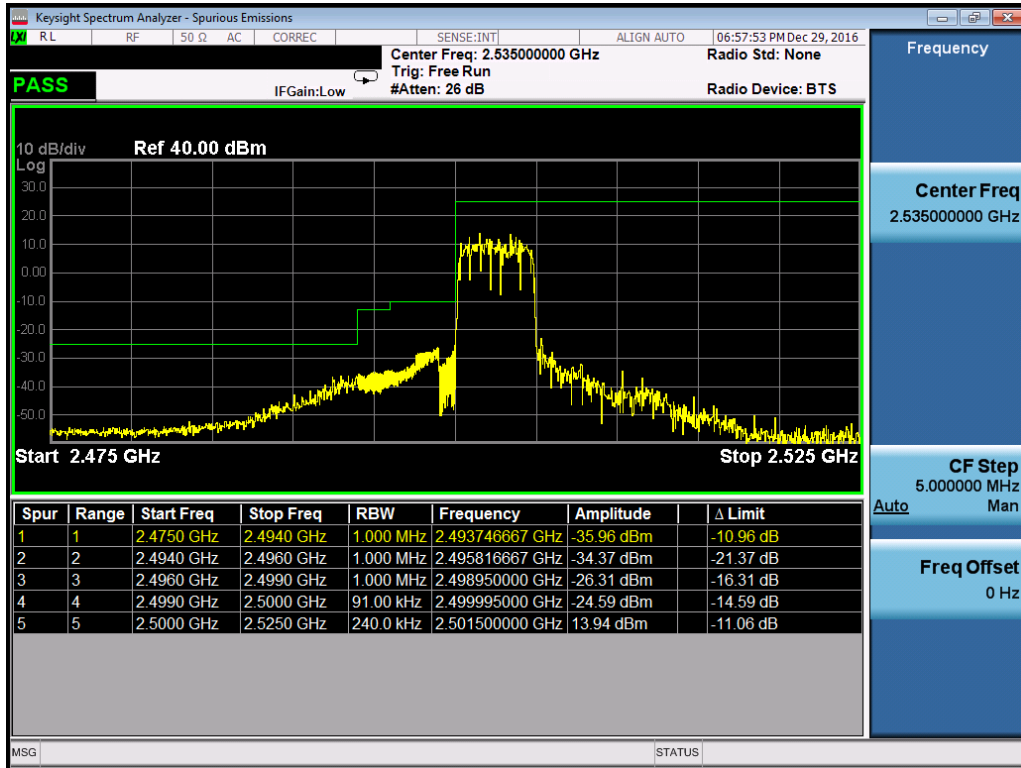 Keysight Spectrum Analyzer - Spurious Emissions
LXI RL RF 50 Ω AC CORREC SENSE:INT ALIGN AUTO 06:57:53 PM Dec 29, 2016
Center Freq: 2.535000000 GHz Radio Std: None
Trig: Free Run
PASS IFGain:Low #Atten: 26 dB Radio Device: BTS
10 dB/div Ref 40.00 dBm
Log
30.0
20.0
10.0
0.00
-10.0
-20.0
-30.0
-40.0
-50.0
Start 2.475 GHz Stop 2.525 GHz
Spur Range Start Freq Stop Freq RBW Frequency Amplitude Δ Limit
1 1 2.4750 GHz 2.4940 GHz 1.000 MHz 2.493746667 GHz -35.96 dBm -10.96 dB
2 2 2.4940 GHz 2.4960 GHz 1.000 MHz 2.495816667 GHz -34.37 dBm -21.37 dB
3 3 2.4960 GHz 2.4990 GHz 1.000 MHz 2.498950000 GHz -26.31 dBm -16.31 dB
4 4 2.4990 GHz 2.5000 GHz 91.00 kHz 2.499995000 GHz -24.59 dBm -14.59 dB
5 5 2.5000 GHz 2.5250 GHz 240.0 kHz 2.501500000 GHz 13.94 dBm -11.06 dB
MSG STATUS
Frequency
Center Freq
2.535000000 GHz
CF Step
5.000000 MHz
Auto Man
Freq Offset
0 Hz